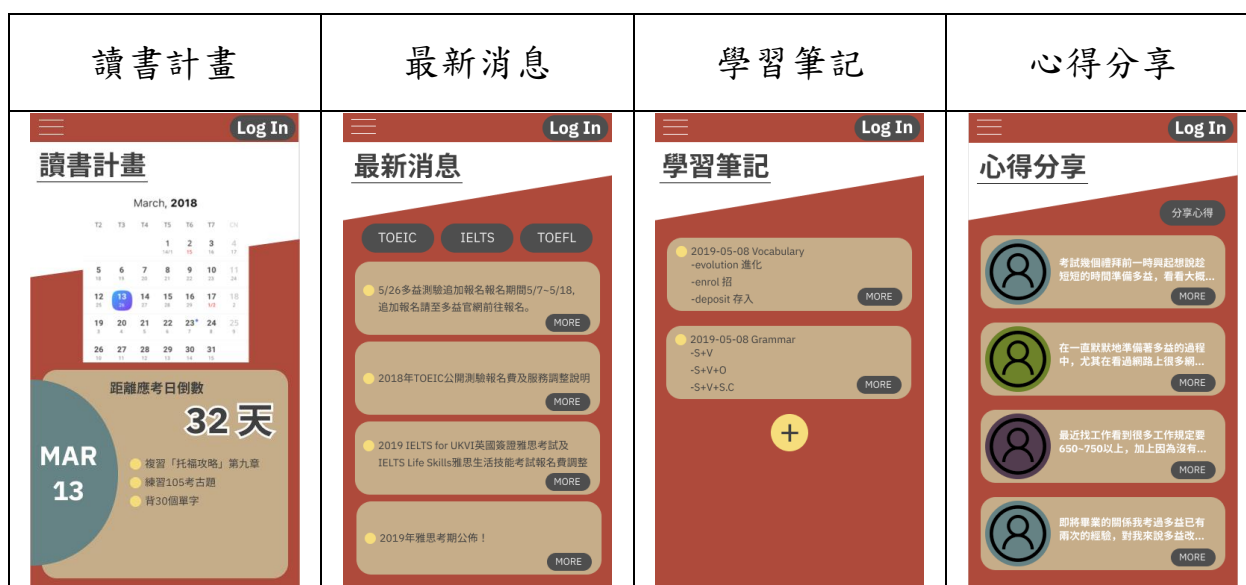 讀書計畫
最新消息
學習筆記
心得分享
Log In
讀書計畫
March, 2018
T2 T3 T4 T5 T6 T7 CN
1 2 3 4
5 6 7 8 9 10 11
12 13 14 15 16 17 18
19 20 21 22 23 24 25
26 27 28 29 30 31
距離應考日倒數
32 天
MAR
13
複習「托福攻略」第九章
練習105考古題
背30個單字
Log In
最新消息
TOEIC IELTS TOEFL
5/26多益測驗追加報名報名期間5/7~5/18,
追加報名請至多益官網前往報名。
MORE
2018年TOEIC公開測驗報名費及服務調整說明
MORE
2019 IELTS for UKVI英國簽證雅思考試及
IELTS Life Skills雅思生活技能考試報名費調整
MORE
2019年雅思考期公佈！
MORE
Log In
學習筆記
2019-05-08 Vocabulary
-evolution 進化
-enrol 招
-deposit 存入
MORE
2019-05-08 Grammar
-S+V
-S+V+O
-S+V+S.C
MORE
+
Log In
心得分享
分享心得
考試幾個禮拜前一時興起想說趁
短短的時間準備多益，看看大概...
MORE
在一直默默地準備著多益的過程
中，尤其在看過網路上很多網...
MORE
最近找工作看到很多工作規定要
650~750以上，加上因為沒有...
MORE
即將畢業的關係我考過多益已有
兩次的經驗，對我來說多益改...
MORE